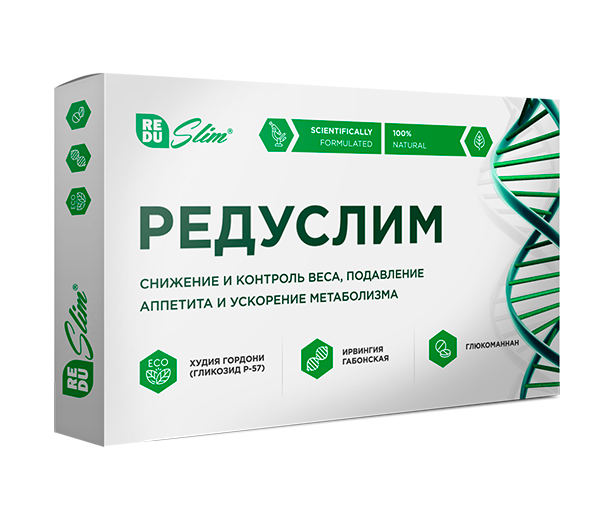 RE
DU
Slim®
SCIENTIFICALLY
FORMULATED
100%
NATURAL
РЕДУСЛИМ
СНИЖЕНИЕ И КОНТРОЛЬ ВЕСА, ПОДАВЛЕНИЕ
АППЕТИТА И УСКОРЕНИЕ МЕТАБОЛИЗМА
ECO
ХУДИЯ ГОРДОНИ
(ГЛИКОЗИД Р-57)
ИРВИНГИЯ
ГАБОНСКАЯ
ГЛЮКОМАННАН
ECO
RE
DU
Slim®